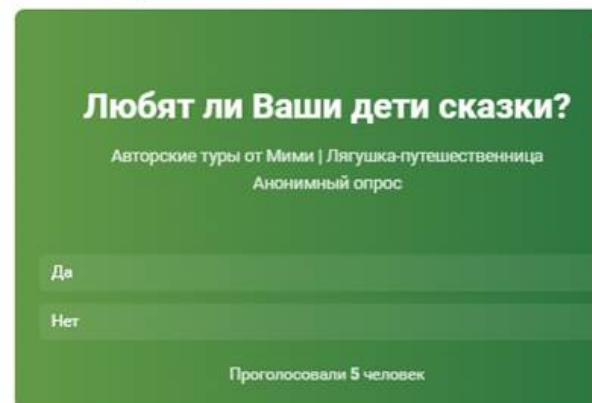 Любят ли Ваши дети сказки?
Авторские туры от Мими | Лягушка-путешественница
Анонимный опрос
Да
Нет
Проголосовали 5 человек